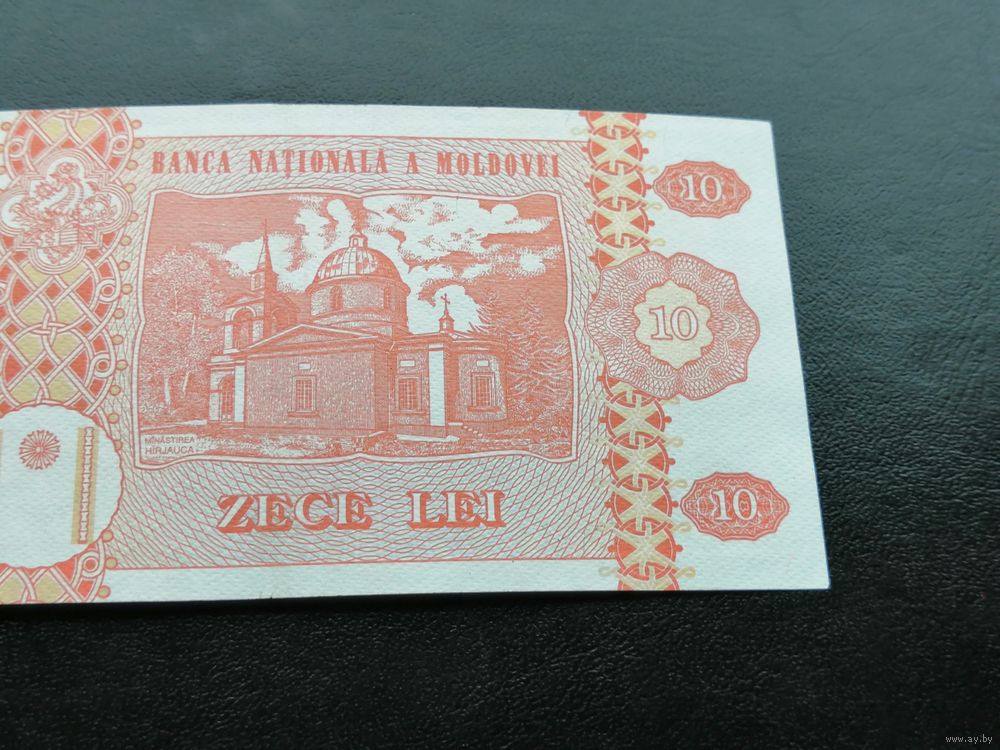 BANCA NAȚIONALĂ A MOLDOVEI
10
10
MÎNĂSTIREA
HÎRJAUCA
ZECE LEI
10
www.ay.by